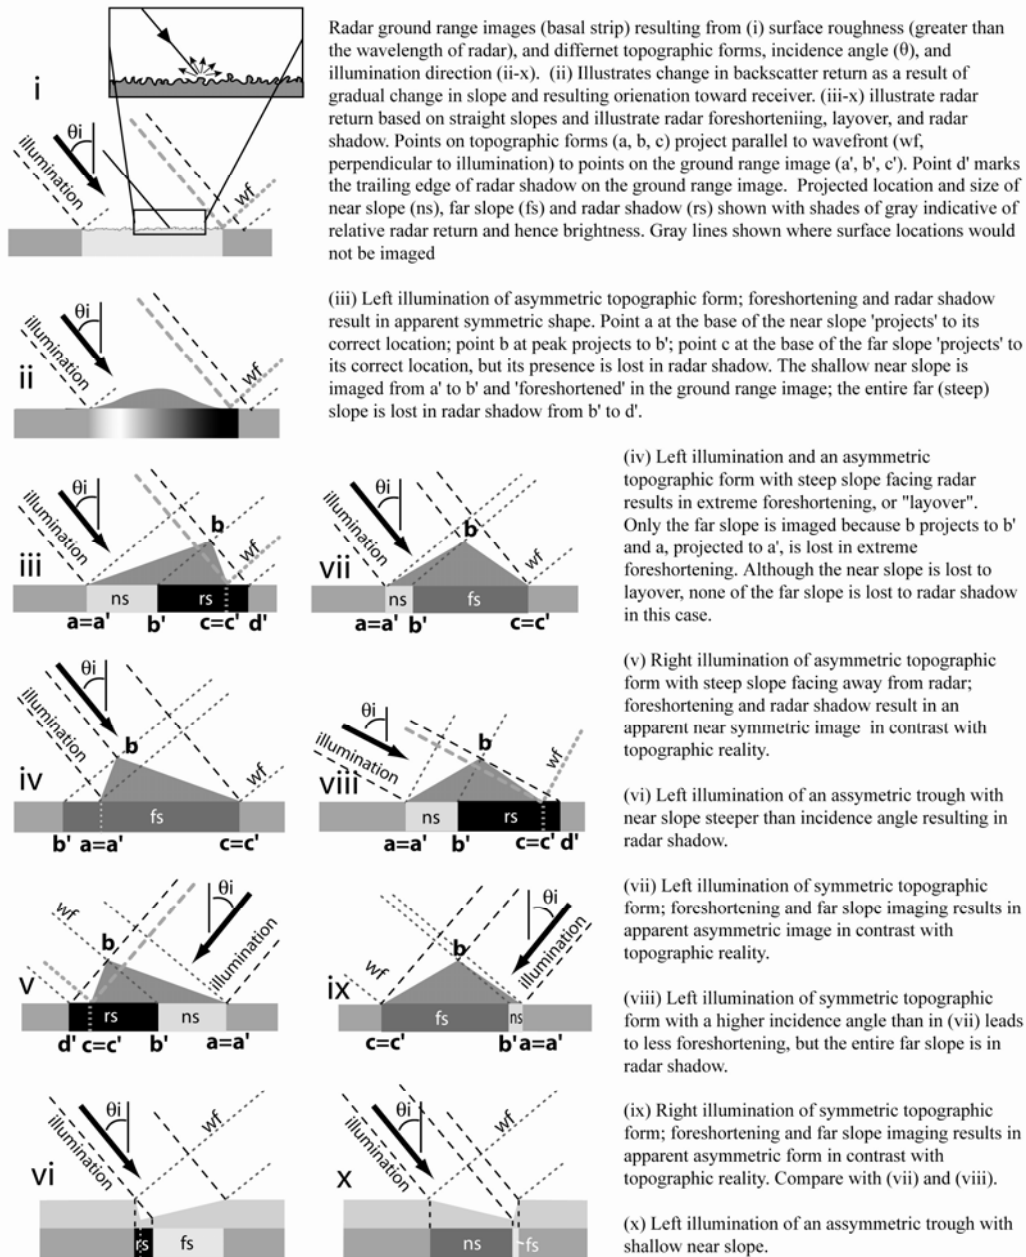 Radar ground range images (basal strip) resulting from (i) surface roughness (greater than
the wavelength of radar), and differnet topographic forms, incidence angle (θ), and
illumination direction (ii-x). (ii) Illustrates change in backscatter return as a result of
gradual change in slope and resulting orienation toward receiver. (iii-x) illustrate radar
return based on straight slopes and illustrate radar foreshorteniing, layover, and radar
shadow. Points on topographic forms (a, b, c) project parallel to wavefront (wf,
perpendicular to illumination) to points on the ground range image (a', b', c'). Point d' marks
the trailing edge of radar shadow on the ground range image. Projected location and size of
near slope (ns), far slope (fs) and radar shadow (rs) shown with shades of gray indicative of
relative radar return and hence brightness. Gray lines shown where surface locations would
not be imaged
i
θi
illumination
wf
(iii) Left illumination of asymmetric topographic form; foreshortening and radar shadow
result in apparent symmetric shape. Point a at the base of the near slope 'projects' to its
correct location; point b at peak projects to b'; point c at the base of the far slope 'projects' to
its correct location, but its presence is lost in radar shadow. The shallow near slope is
imaged from a' to b' and 'foreshortened' in the ground range image; the entire far (steep)
slope is lost in radar shadow from b' to d'.
ii
θi
illumination
wf
iii
θi
illumination
b
wf
ns
rs
a=a' b' c=c' d'
vii
θi
illumination
b
wf
ns
fs
a=a' b' c=c'
(iv) Left illumination and an asymmetric
topographic form with steep slope facing radar
results in extreme foreshortening, or "layover".
Only the far slope is imaged because b projects to b'
and a, projected to a', is lost in extreme
foreshortening. Although the near slope is lost to
layover, none of the far slope is lost to radar shadow
in this case.
iv
θi
illumination
b
wf
fs
b' a=a' c=c'
viii
θi
illumination
b
wf
ns
rs
a=a' b' c=c' d'
(v) Right illumination of asymmetric topographic
form with steep slope facing away from radar;
foreshortening and radar shadow result in an
apparent near symmetric image in contrast with
topographic reality.
(vi) Left illumination of an assymetric trough with
near slope steeper than incidence angle resulting in
radar shadow.
v
θi
illumination
wf
b
rs
ns
d' c=c' b' a=a'
ix
θi
illumination
wf
b
fs
ns
c=c' b' a=a'
(vii) Left illumination of symmetric topographic
form; foreshortening and far slope imaging results in
apparent asymmetric image in contrast with
topographic reality.
(viii) Left illumination of symmetric topographic
form with a higher incidence angle than in (vii) leads
to less foreshortening, but the entire far slope is in
radar shadow.
vi
θi
illumination
wf
rs
fs
x
θi
illumination
wf
ns
fs
(ix) Right illumination of symmetric topographic
form; foreshortening and far slope imaging results in
apparent asymmetric form in contrast with
topographic reality. Compare with (vii) and (viii).
(x) Left illumination of an assymetric trough with
shallow near slope.